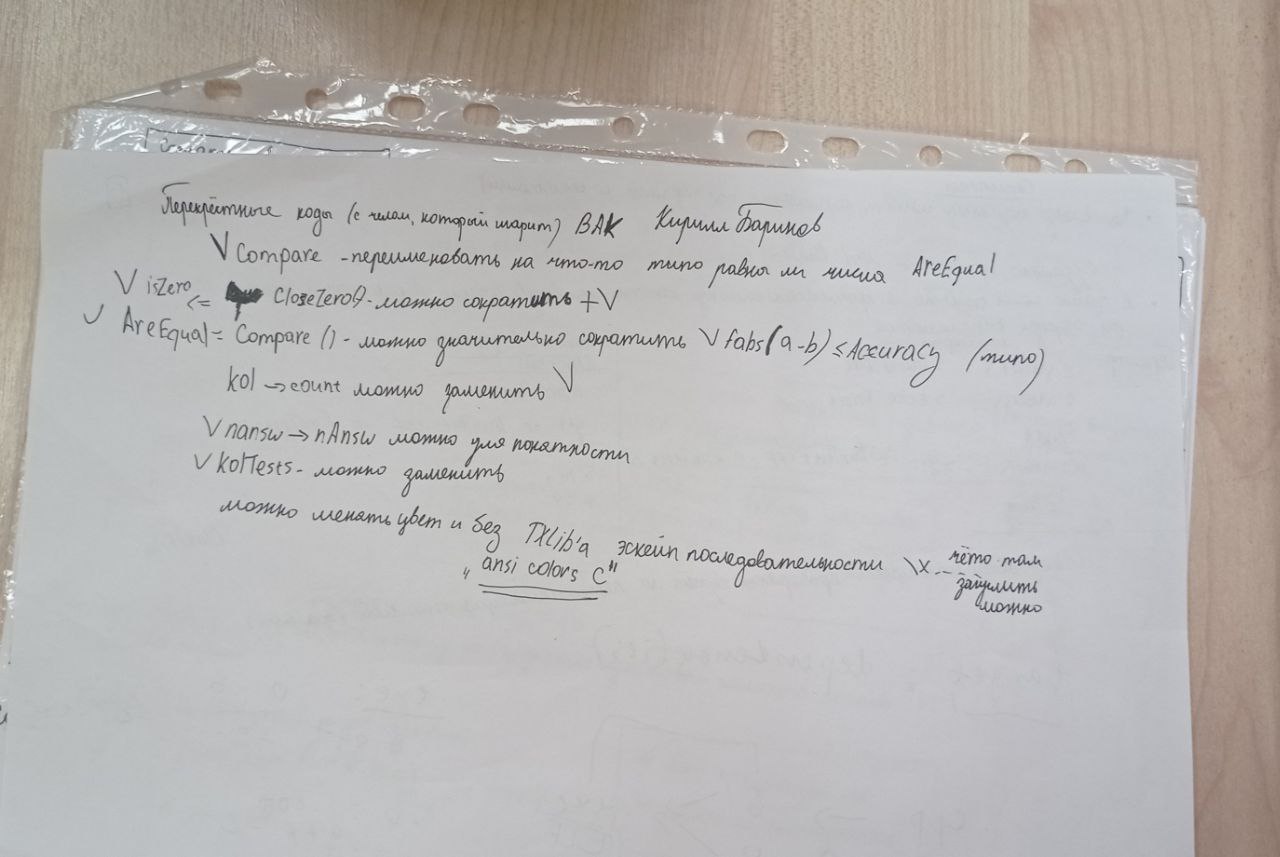 Перекрёстные коды (с челом, который шарит) ВАК Кирилл Баринов
V Compare - переименовать на что-то типо равны ли числа AreEqual
V isZero <= CloseZero() - можно сократить + V
V AreEqual = Compare () - можно значительно сократить V fabs(a-b) ≤ Accuracy (типо)
kol → count можно заменить V
V nansw → nAnsw можно для понятности
V kolTests - можно заменить
можно менять цвет и без TXLib'a эскейп последовательности \x -- чёто там
"ansi colors C"
загуглить
можно